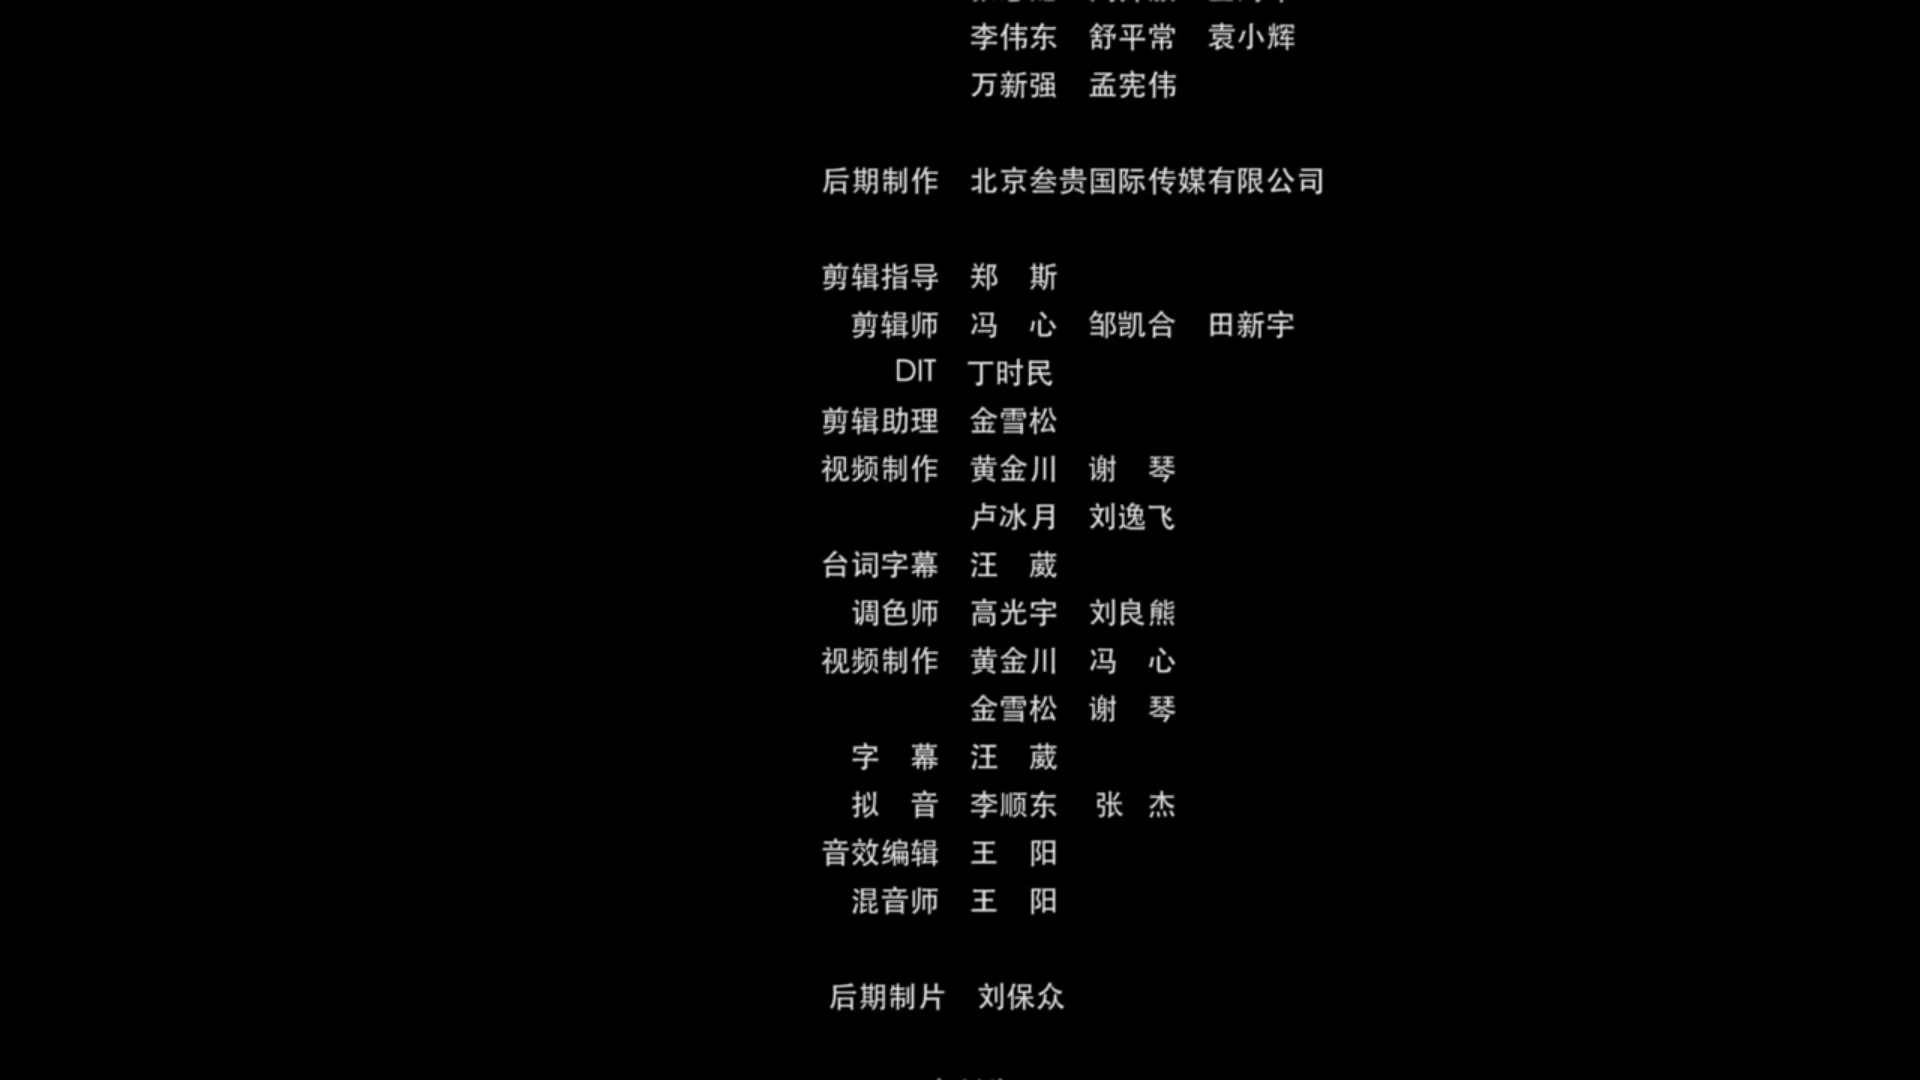 李伟东 舒平常 袁小辉
万新强 孟宪伟
后期制作 北京叁贵国际传媒有限公司
剪辑指导 郑 斯
剪辑师 冯 心 邹凯合 田新宇
DIT 丁时民
剪辑助理 金雪松
视频制作 黄金川 谢 琴
卢冰月 刘逸飞
台词字幕 汪 葳
调色师 高光宇 刘良熊
视频制作 黄金川 冯 心
金雪松 谢 琴
字 幕 汪 葳
拟 音 李顺东 张 杰
音效编辑 王 阳
混音师 王 阳
后期制片 刘保众